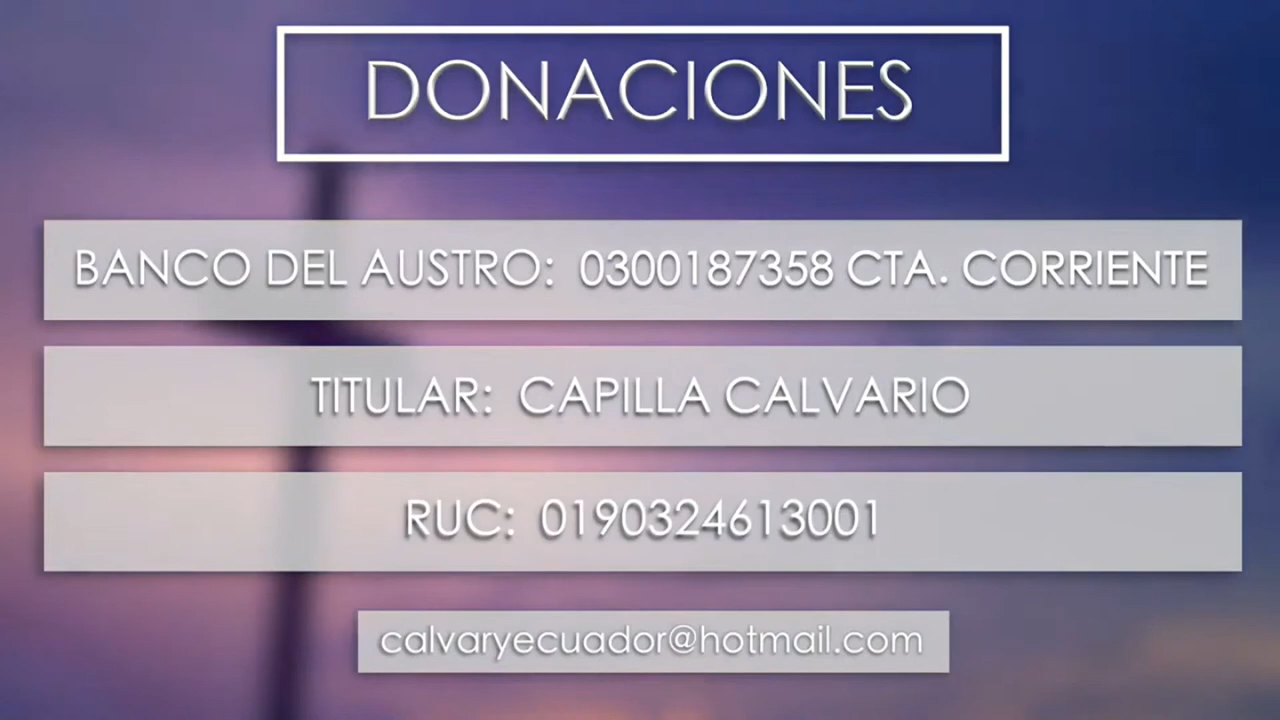 DONACIONES
BANCO DEL AUSTRO: 0300187358 CTA. CORRIENTE
TITULAR: CAPILLA CALVARIO
RUC: 0190324613001
calvaryecuador@hotmail.com